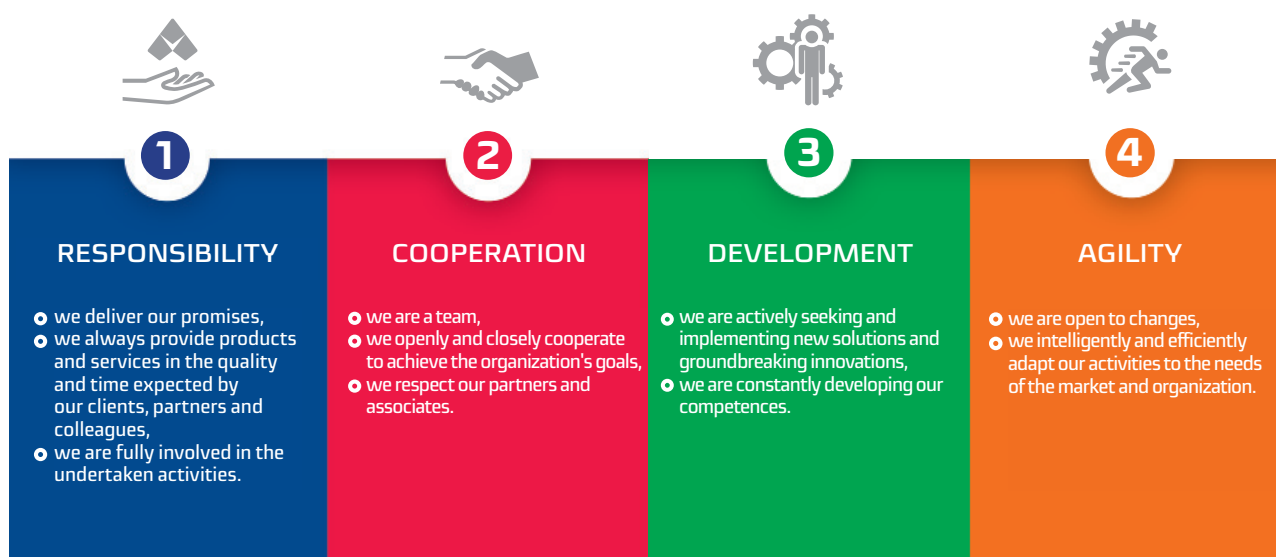 1
RESPONSIBILITY
we deliver our promises,
we always provide products
and services in the quality
and time expected by
our clients, partners and
colleagues,
we are fully involved in the
undertaken activities.
2
COOPERATION
we are a team,
we openly and closely cooperate
to achieve the organization's goals,
we respect our partners and
associates.
3
DEVELOPMENT
we are actively seeking and
implementing new solutions and
groundbreaking innovations,
we are constantly developing our
competences.
4
AGILITY
we are open to changes,
we intelligently and efficiently
adapt our activities to the needs
of the market and organization.